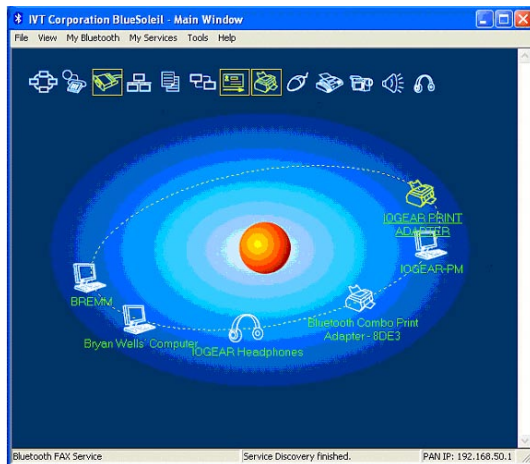 IVT Corporation BlueSoleil - Main Window
File View My Bluetooth My Services Tools Help
IOGEAR PRINT
ADAPTER
IOGEAR-PM
BREMM
Bluetooth Combo Print
Adapter - 8DE3
Bryan Wells' Computer
IOGEAR Headphones
Bluetooth FAX Service
Service Discovery finished.
PAN IP: 192.168.50.1